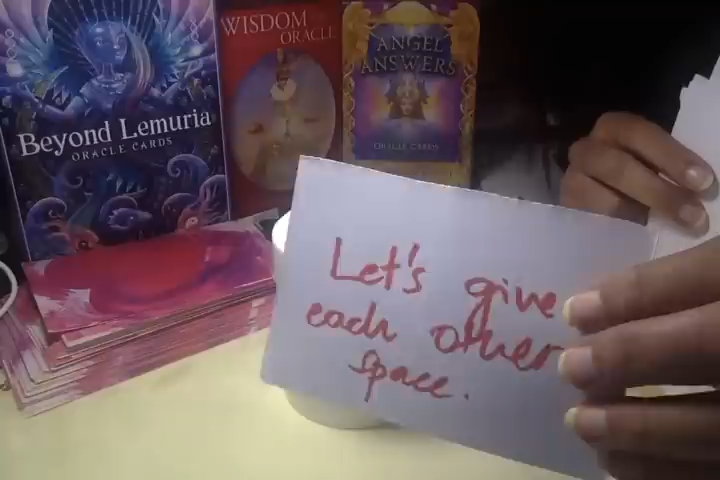 Beyond Lemuria
ORACLE CARDS
WISDOM
ORACLE
ANGEL
ANSWERS
ORACLE CARDS
Let's give
each other
space.